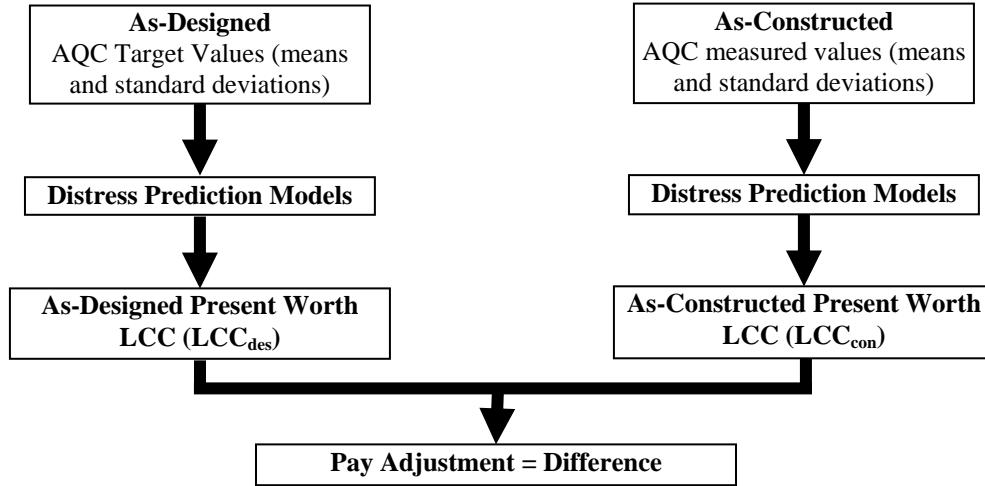 As-Designed
AQC Target Values (means
and standard deviations)
As-Constructed
AQC measured values (means
and standard deviations)
Distress Prediction Models
Distress Prediction Models
As-Designed Present Worth
LCC (LCCdes)
As-Constructed Present Worth
LCC (LCCcon)
Pay Adjustment = Difference